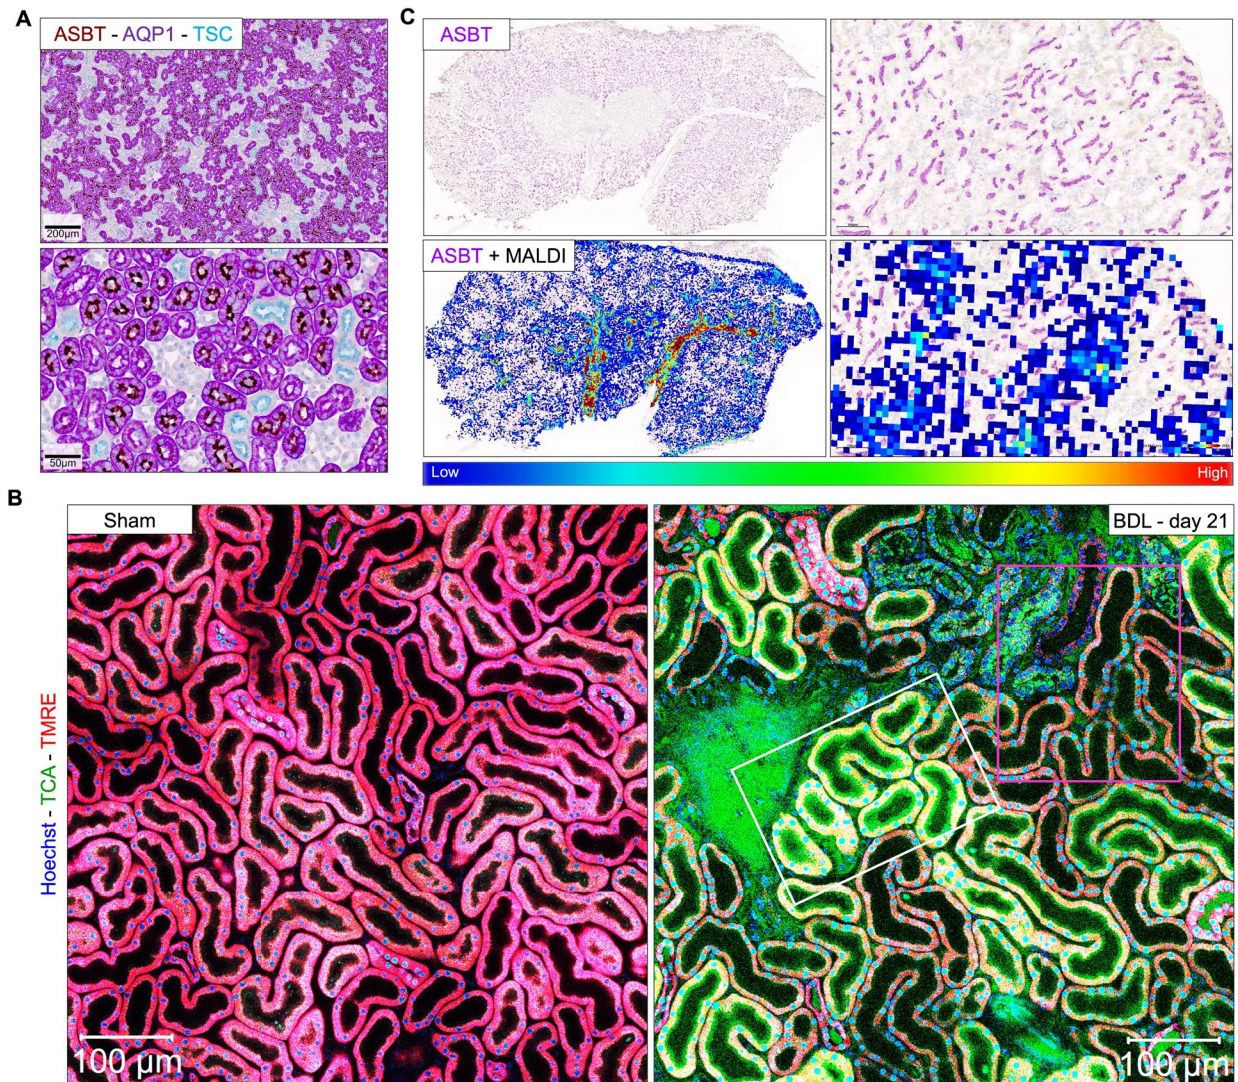 A
ASBT - AQP1 - TSC
200µm
50µm
C
ASBT
ASBT + MALDI
Low
High
B
Sham
BDL - day 21
Hoechst - TCA - TMRE
100 µm
100 µm